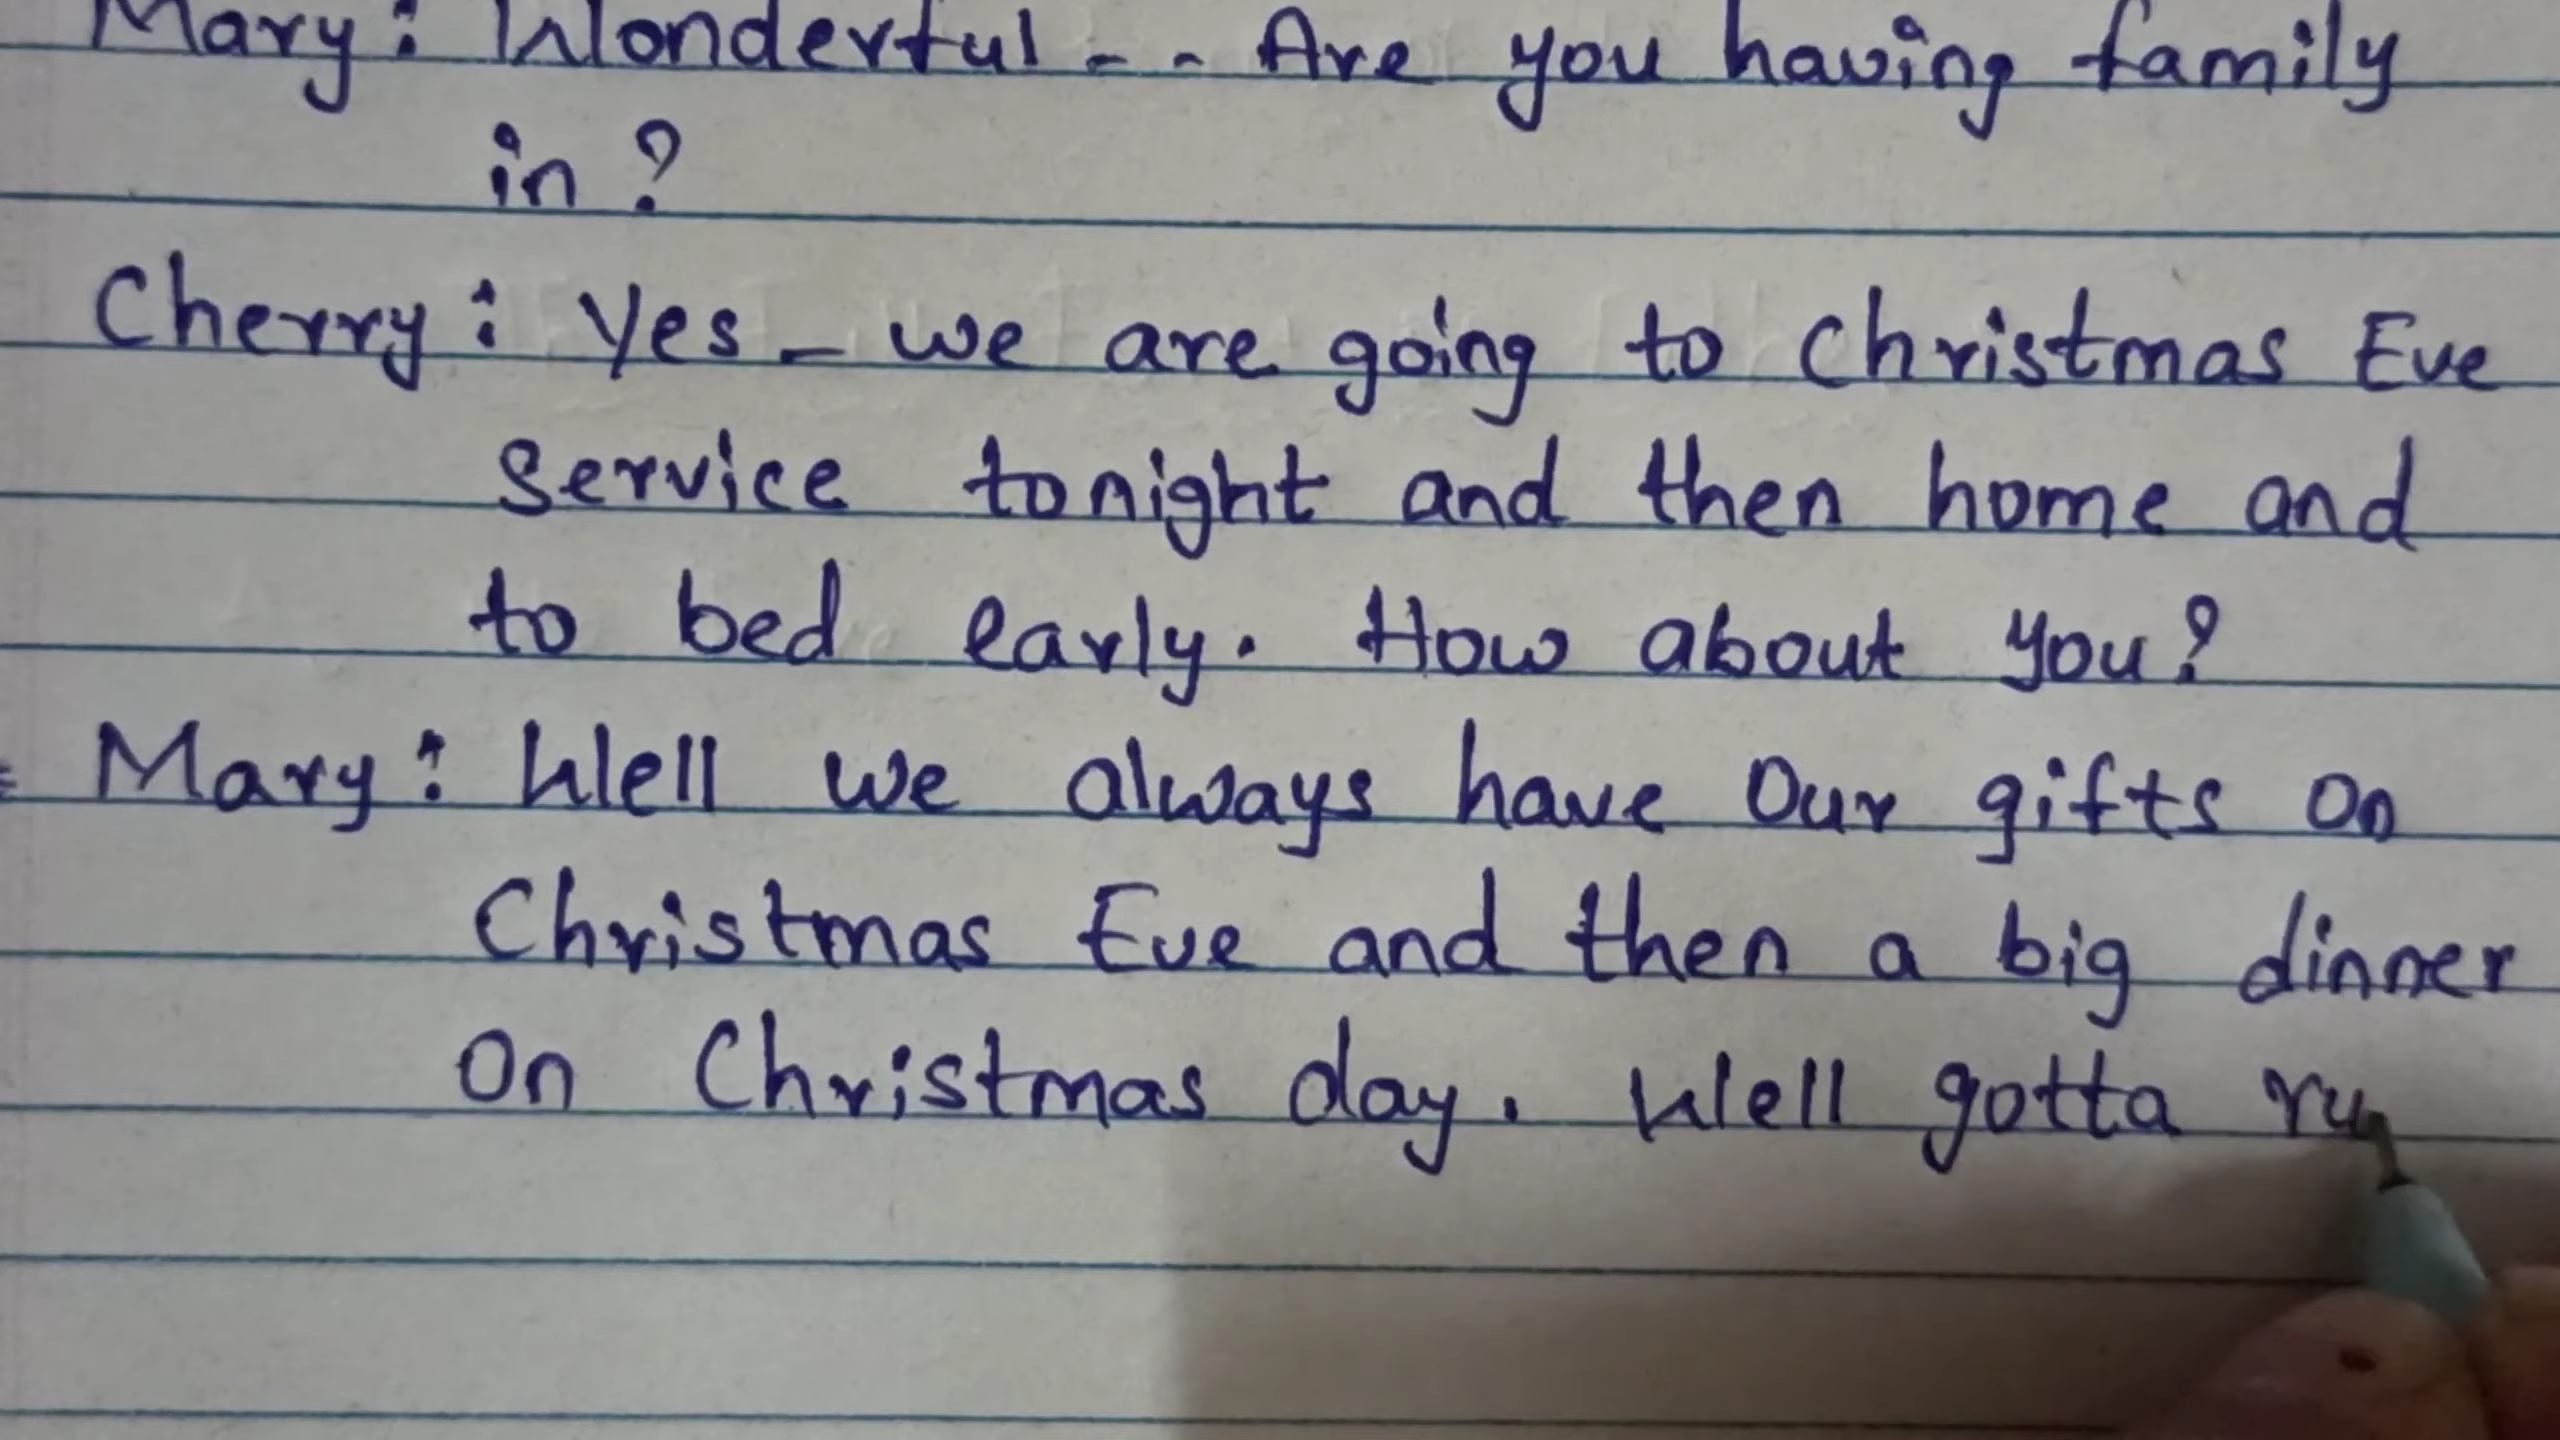 Mary: Wonderful -- Are you having family
in?
Cherry: Yes - we are going to Christmas Eve
Service tonight and then home and
to bed early. How about you?
Mary: Well we always have Our gifts on
Christmas Eve and then a big dinner
On Christmas day. Well gotta ru